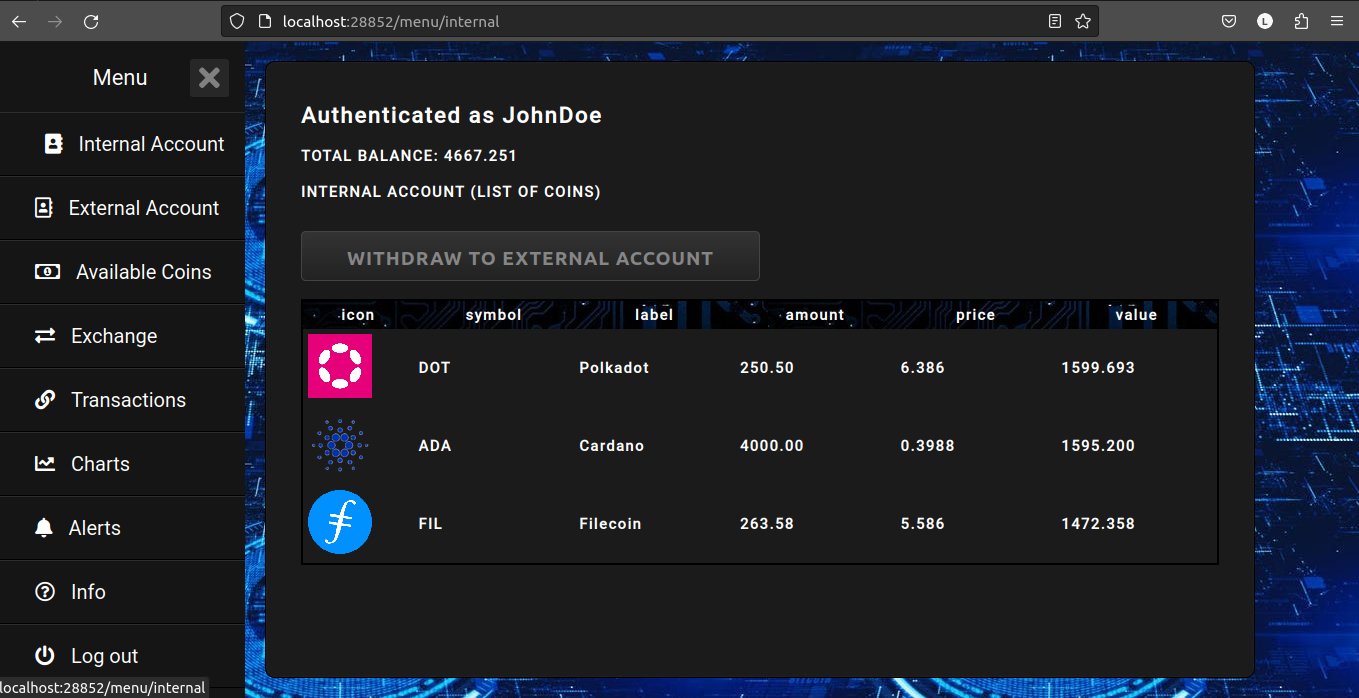 localhost:28852/menu/internal
L
Menu
Internal Account
External Account
Available Coins
Exchange
Transactions
Charts
Alerts
Info
Log out
localhost:28852/menu/internal
Authenticated as JohnDoe
TOTAL BALANCE: 4667.251
INTERNAL ACCOUNT (LIST OF COINS)
WITHDRAW TO EXTERNAL ACCOUNT
icon symbol label amount price value
DOT Polkadot 250.50 6.386 1599.693
ADA Cardano 4000.00 0.3988 1595.200
FIL Filecoin 263.58 5.586 1472.358